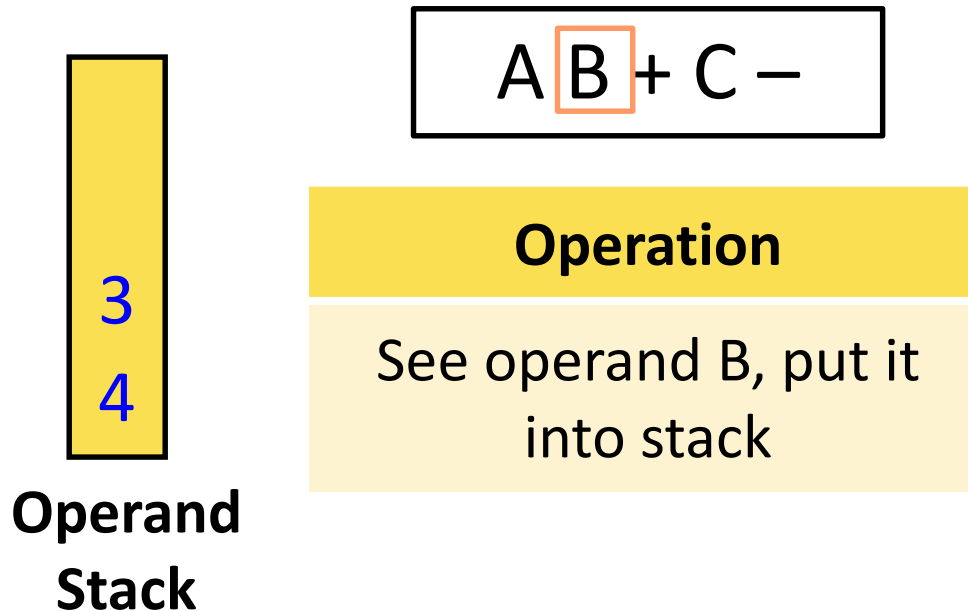 A B + C –
Operation
See operand B, put it
into stack
3
4
Operand
Stack